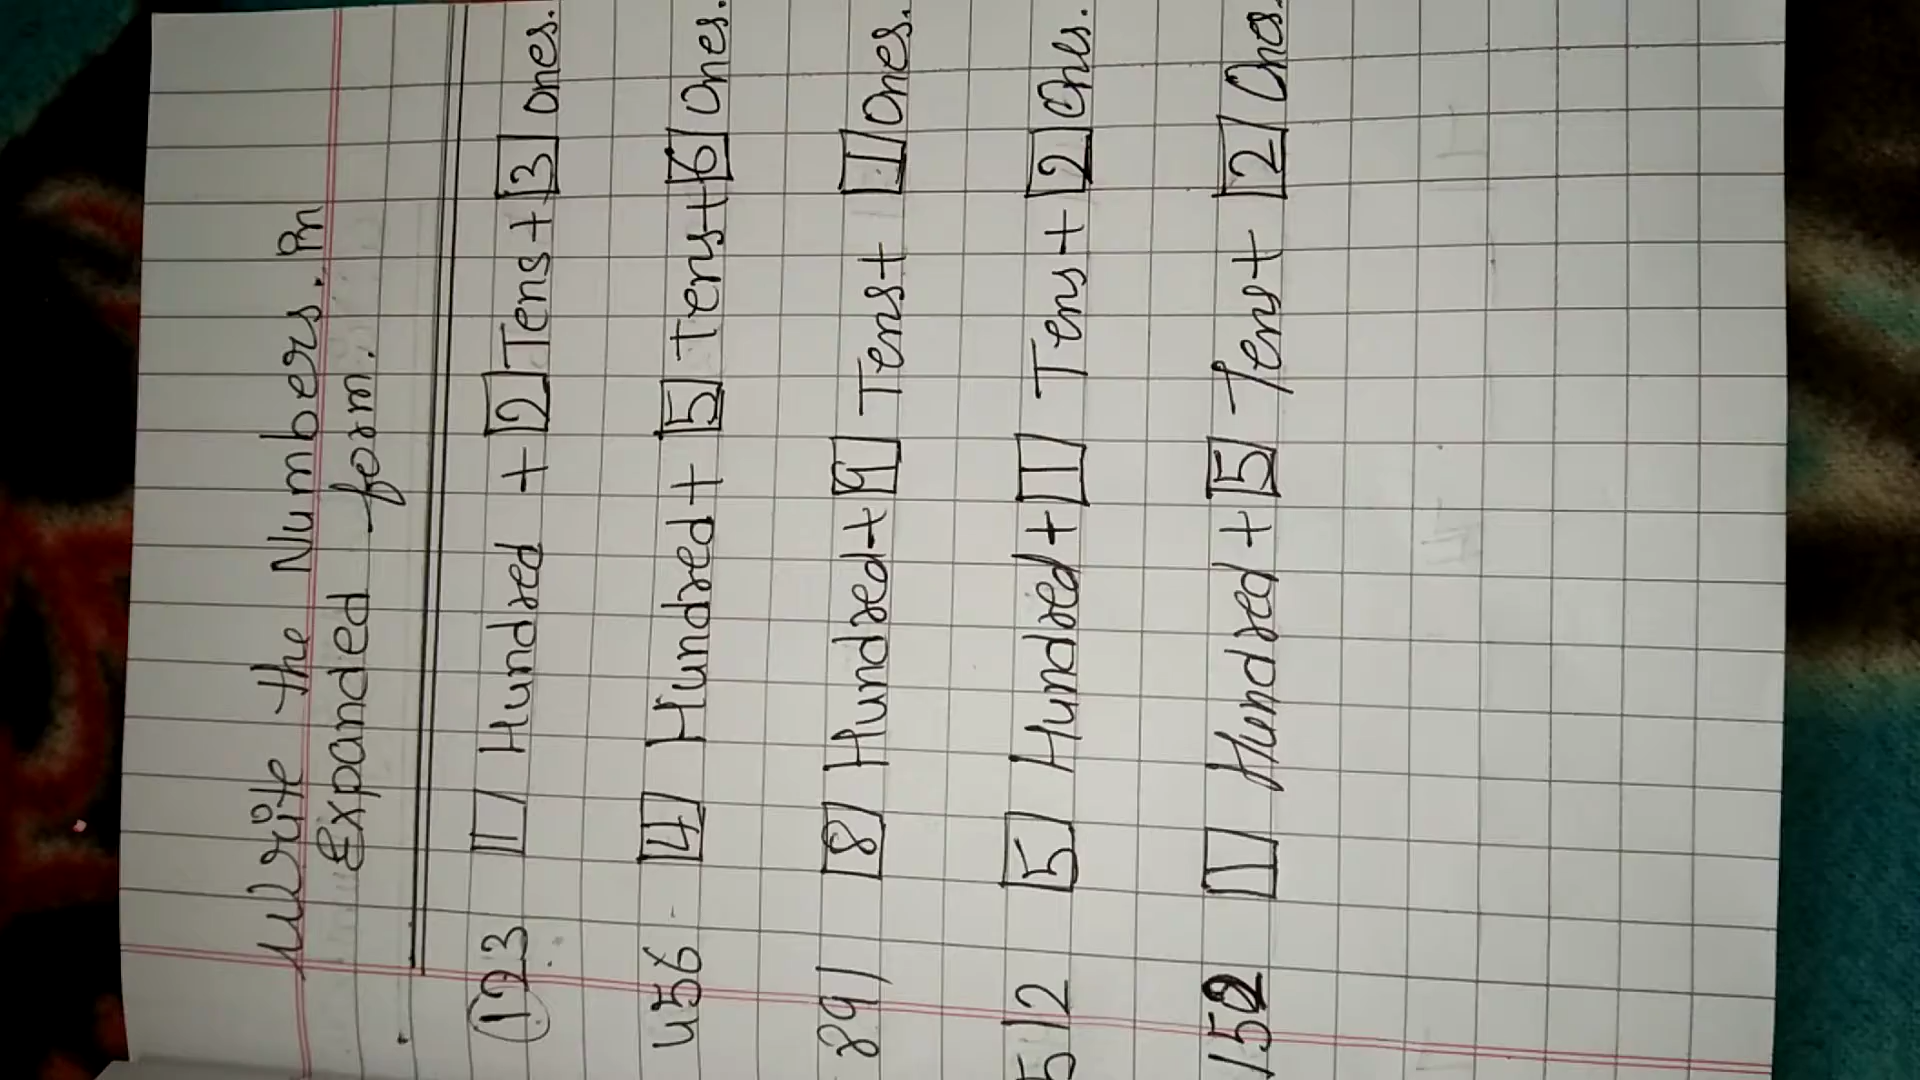 Write the Numbers. in
Expanded form.
123 1 Hundred + 2 Tens + 3 ones.
456 4 Hundred + 5 Tens + 6 Ones.
891 8 Hundred + 9 Tens + 1 Ones.
512 5 Hundred + 1 Tens + 2 Ones.
152 1 Hundred + 5 Tens + 2 Ones.